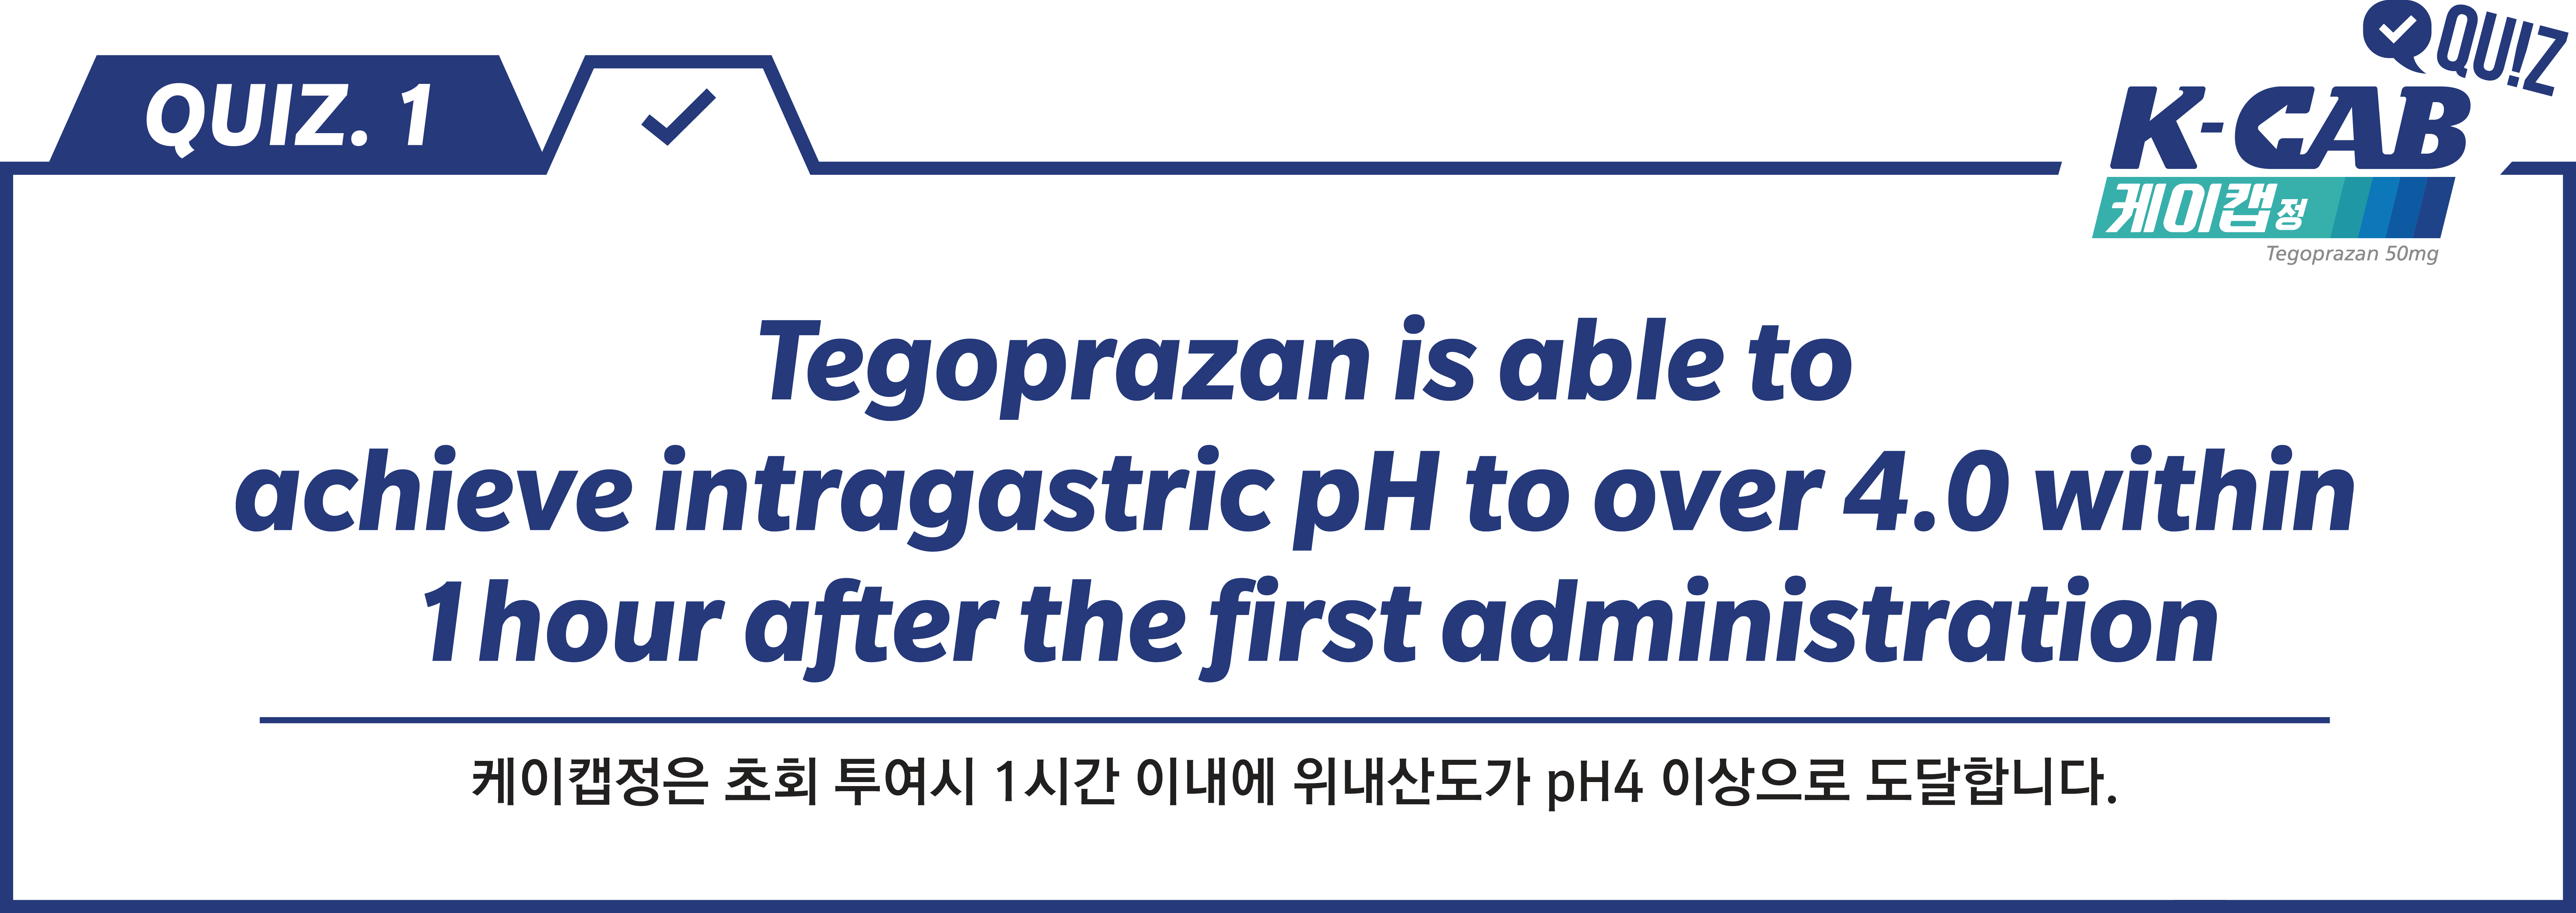 QU!Z
QUIZ. 1
K-CAB
케이캡정
Tegoprazan 50mg
Tegoprazan is able to
achieve intragastric pH to over 4.0 within
1 hour after the first administration
케이캡정은 초회 투여시 1시간 이내에 위내산도가 pH4 이상으로 도달합니다.